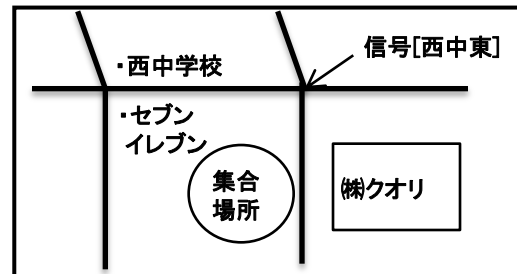 信号[西中東]
・西中学校
・セブン
イレブン
集合
場所
㈱クオリ